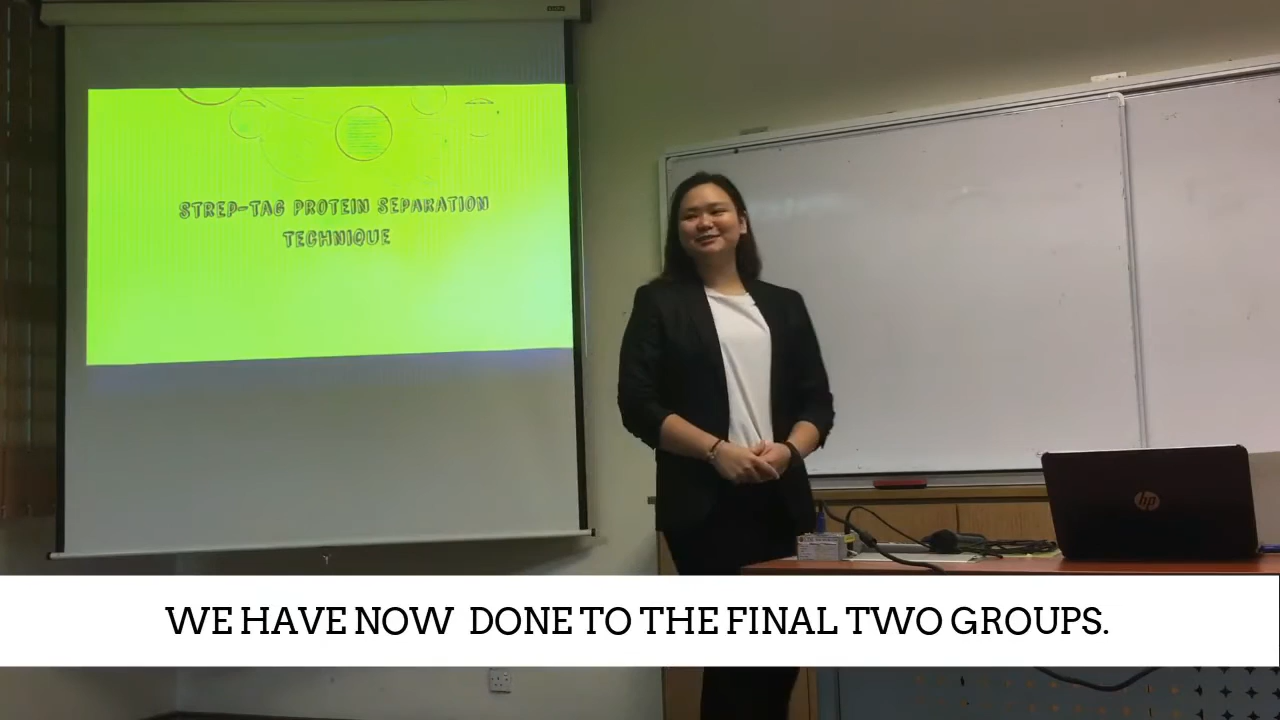 STREP-TAG PROTEIN SEPARATION
TECHNIQUE
hp
WE HAVE NOW DONE TO THE FINAL TWO GROUPS.